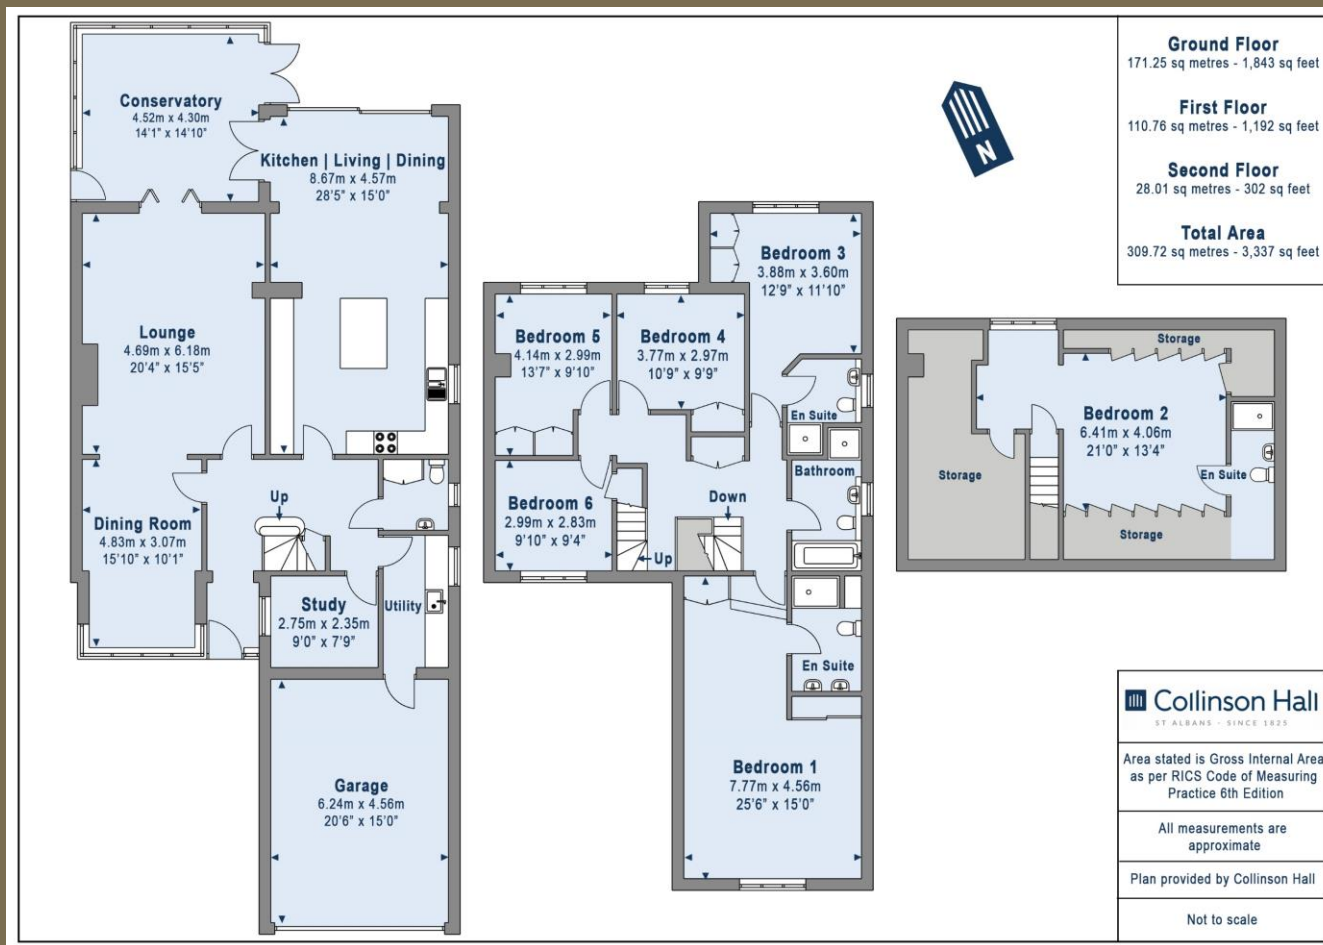 Conservatory
4.52m x 4.30m
14'1" x 14'10"
Kitchen | Living | Dining
8.67m x 4.57m
28'5" x 15'0"
Lounge
4.69m x 6.18m
20'4" x 15'5"
Dining Room
4.83m x 3.07m
15'10" x 10'1"
Up
Study
2.75m x 2.35m
9'0" x 7'9"
Utility
Garage
6.24m x 4.56m
20'6" x 15'0"
Bedroom 3
3.88m x 3.60m
12'9" x 11'10"
Bedroom 5
4.14m x 2.99m
13'7" x 9'10"
Bedroom 4
3.77m x 2.97m
10'9" x 9'9"
En Suite
Bathroom
Bedroom 6
2.99m x 2.83m
9'10" x 9'4"
Down
Up
En Suite
Bedroom 1
7.77m x 4.56m
25'6" x 15'0"
N
Storage
Storage
Bedroom 2
6.41m x 4.06m
21'0" x 13'4"
En Suite
Storage
Ground Floor
171.25 sq metres - 1,843 sq feet
First Floor
110.76 sq metres - 1,192 sq feet
Second Floor
28.01 sq metres - 302 sq feet
Total Area
309.72 sq metres - 3,337 sq feet
Collinson Hall
ST ALBANS - SINCE 1825
Area stated is Gross Internal Area
as per RICS Code of Measuring
Practice 6th Edition
All measurements are
approximate
Plan provided by Collinson Hall
Not to scale